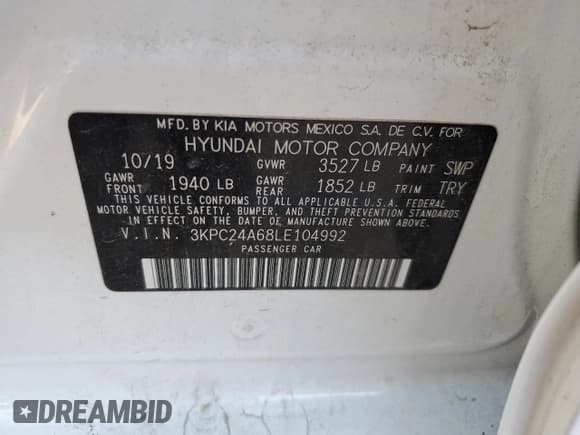 MFD. BY KIA MOTORS MEXICO S.A. DE C.V. FOR
HYUNDAI MOTOR COMPANY
10/19 GVWR 3527 LB PAINT SWP
GAWR FRONT 1940 LB GAWR REAR 1852 LB TRIM TRY
THIS VEHICLE CONFORMS TO ALL APPLICABLE U.S.A. FEDERAL
MOTOR VEHICLE SAFETY, BUMPER, AND THEFT PREVENTION STANDARDS
IN EFFECT ON THE DATE OF MANUFACTURE SHOWN ABOVE.
V.I.N. 3KPC24A68LE104992
PASSENGER CAR
DREAMBID